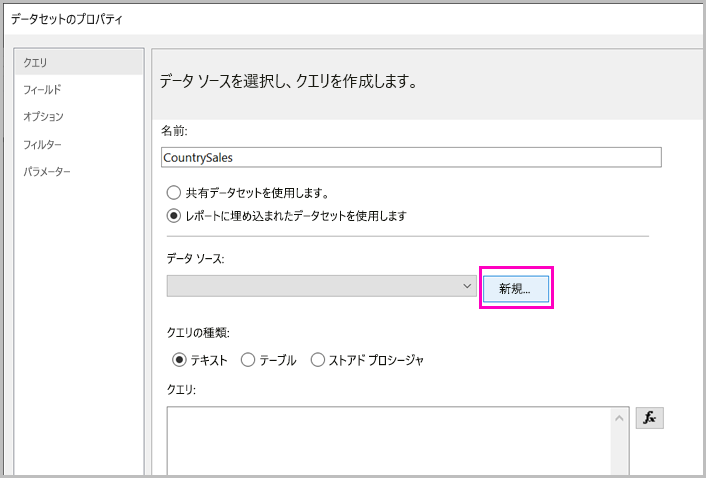 データセットのプロパティ
クエリ
フィールド
オプション
フィルター
パラメーター
データ ソースを選択し、クエリを作成します。
名前:
CountrySales
共有データセットを使用します。
レポートに埋め込まれたデータセットを使用します
データ ソース:
新規...
クエリの種類:
テキスト テーブル ストアド プロシージャ
クエリ:
fx